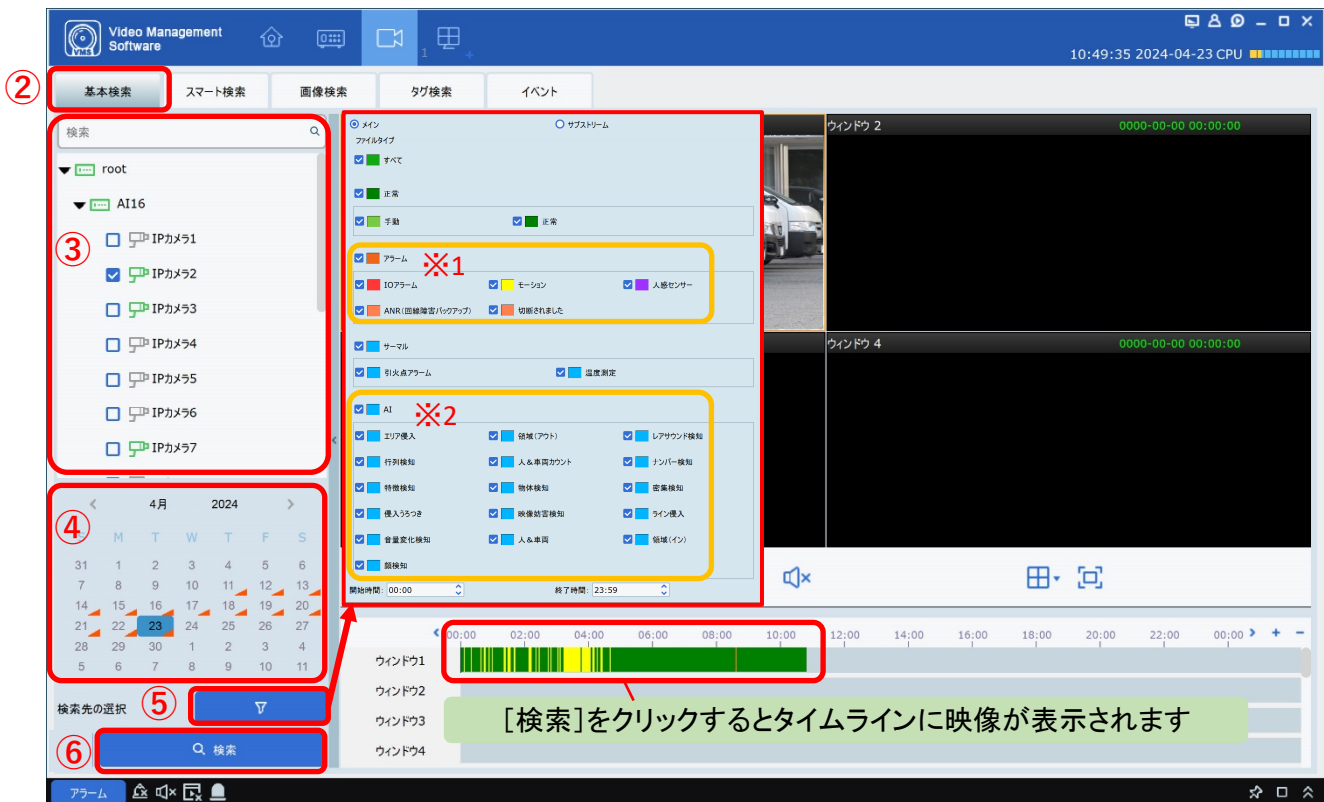 Video Management
Software
VMS
1
10:49:35 2024-04-23 CPU
②
基本検索 スマート検索 画像検索 タグ検索 イベント
検索
root
AI16
③
IPカメラ1
IPカメラ2
IPカメラ3
IPカメラ4
IPカメラ5
IPカメラ6
IPカメラ7
④
4月 2024
S M T W T F S
31 1 2 3 4 5 6
7 8 9 10 11 12 13
14 15 16 17 18 19 20
21 22 23 24 25 26 27
28 29 30 1 2 3 4
5 6 7 8 9 10 11
検索先の選択 ⑤
⑥ 検索
メイン サブストリーム
ファイルタイプ
すべて
正常
手動 正常
アラーム ※1
IOアラーム モーション 人感センサー
ANR(回線障害バックアップ) 切断されました
サーマル
引火点アラーム 温度測定
AI ※2
エリア侵入 領域(アウト) レアサウンド検知
行列検知 人&車両カウント ナンバー検知
特徴検知 物体検知 密集検知
侵入うろつき 映像妨害検知 ライン侵入
音量変化検知 人&車両 領域(イン)
顔検知
開始時間: 00:00 終了時間: 23:59
ウィンドウ 2 0000-00-00 00:00:00
ウィンドウ 4 0000-00-00 00:00:00
00:00 02:00 04:00 06:00 08:00 10:00 12:00 14:00 16:00 18:00 20:00 22:00 00:00
ウィンドウ1
ウィンドウ2
ウィンドウ3
ウィンドウ4
[検索]をクリックするとタイムラインに映像が表示されます
アラーム